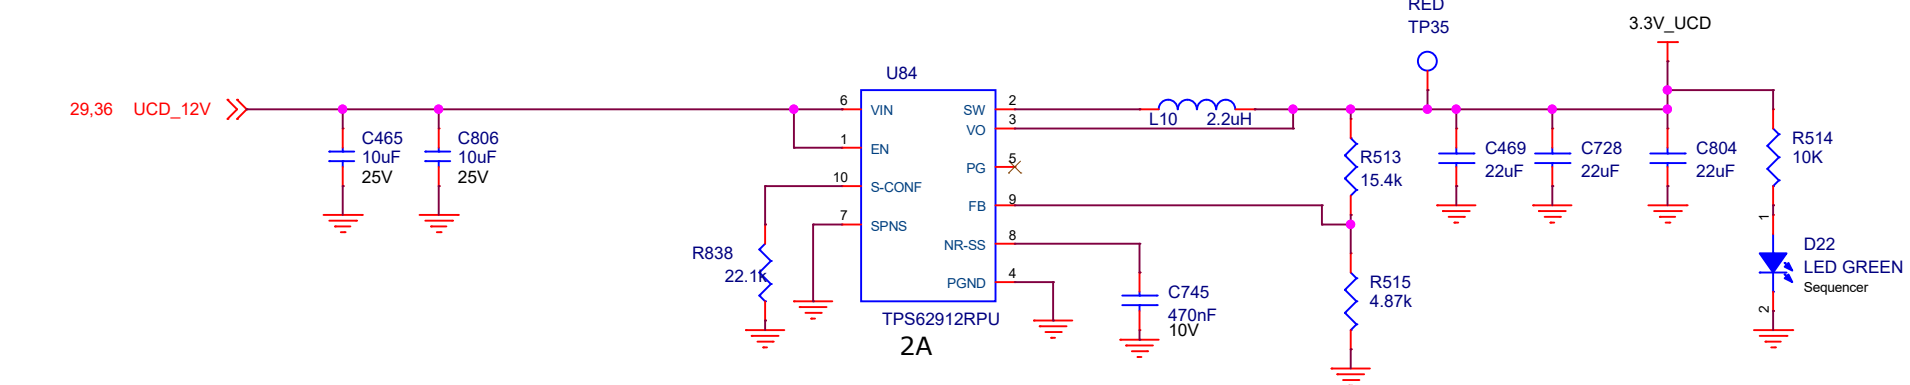 RED
TP35
3.3V_UCD
U84
29,36 UCD_12V
6 VIN
SW 2
L10 2.2uH
VO 3
C465
10uF
25V
C806
10uF
25V
1 EN
PG 5
R513
15.4k
C469
22uF
C728
22uF
C804
22uF
R514
10K
10 S-CONF
FB 9
7 SPNS
NR-SS 8
1
R838
22.1k
PGND 4
C745
470nF
10V
R515
4.87k
D22
LED GREEN
Sequencer
2
TPS62912RPU
2A